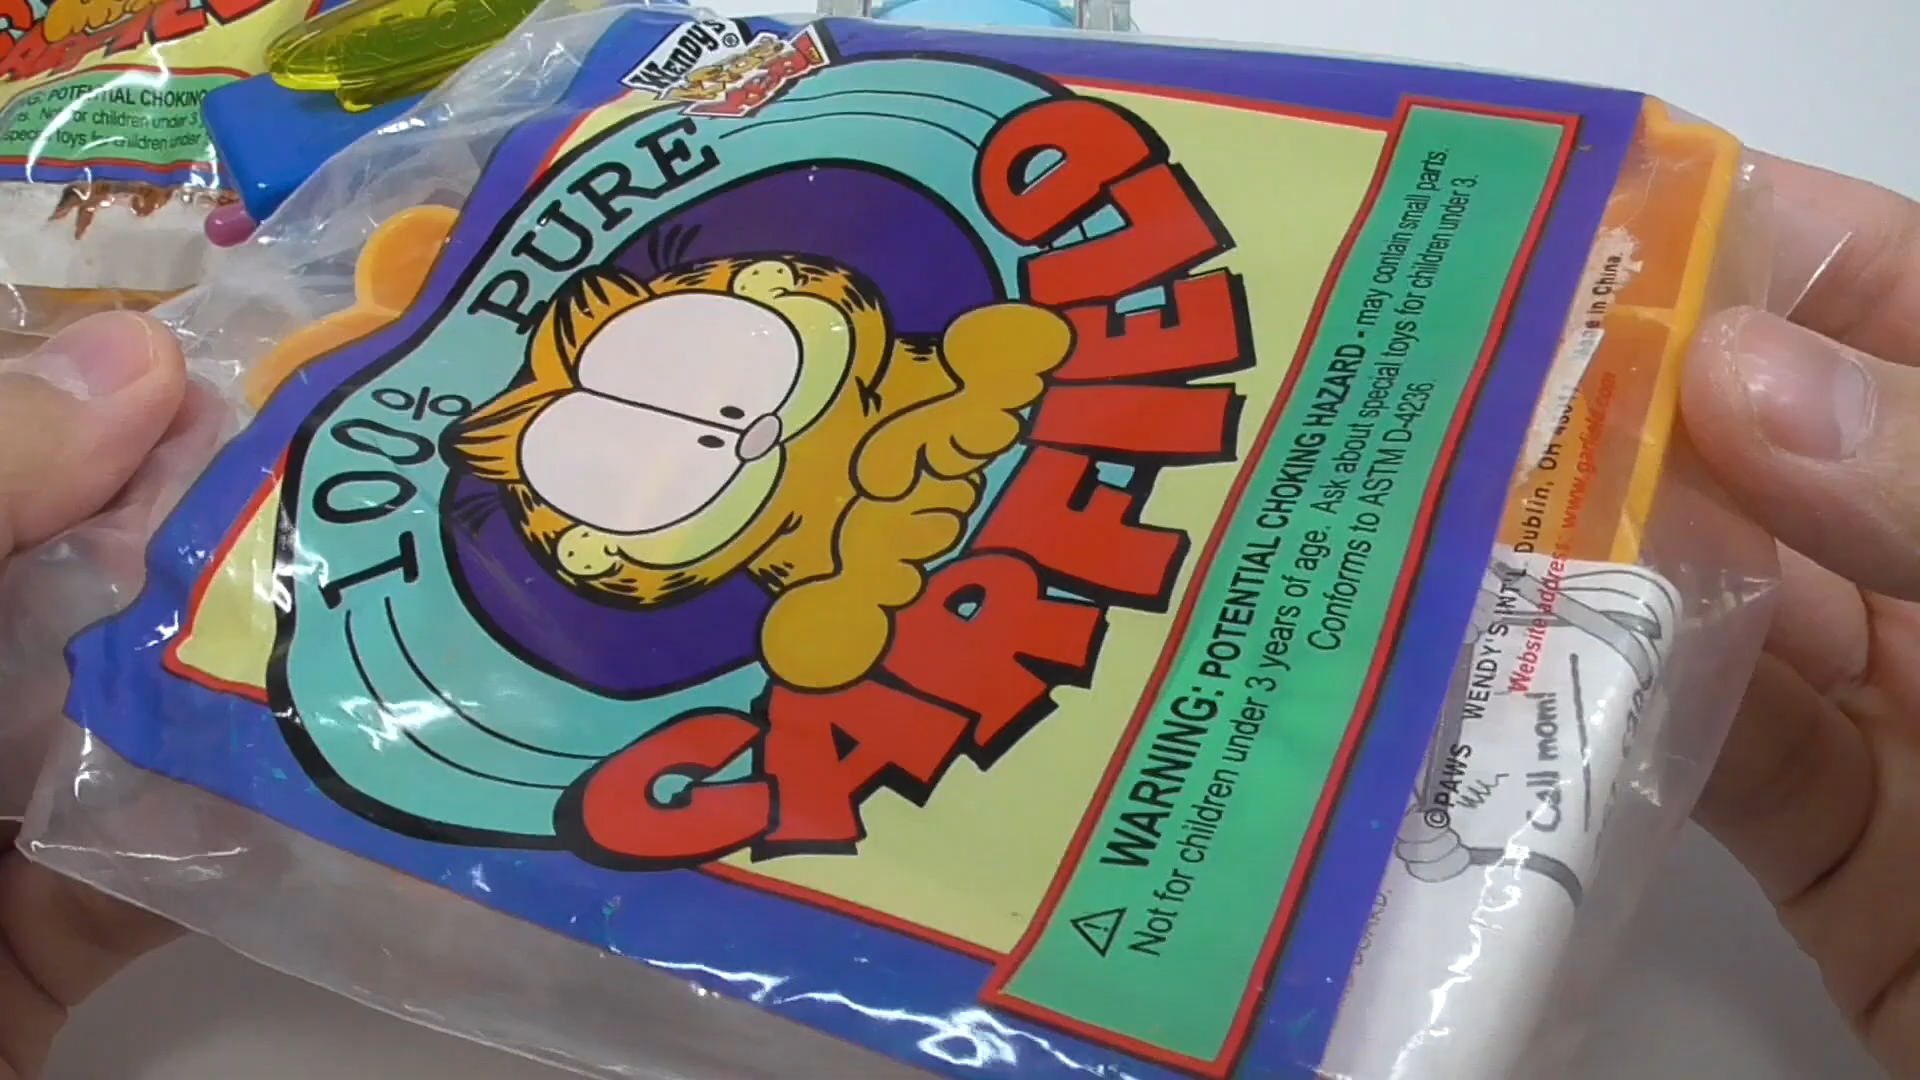 Wendy's®
Kids' Meal!
100% PURE
GARFIELD
⚠ WARNING: POTENTIAL CHOKING HAZARD - may contain small parts.
Not for children under 3 years of age. Ask about special toys for children under 3.
Conforms to ASTM D-4236.
©PAWS WENDY'S INT'L. Dublin, OH Made in China.
Website address: www.garfield.com
Call mom!
POTENTIAL CHOKING
Not for children under 3
special toys for children under